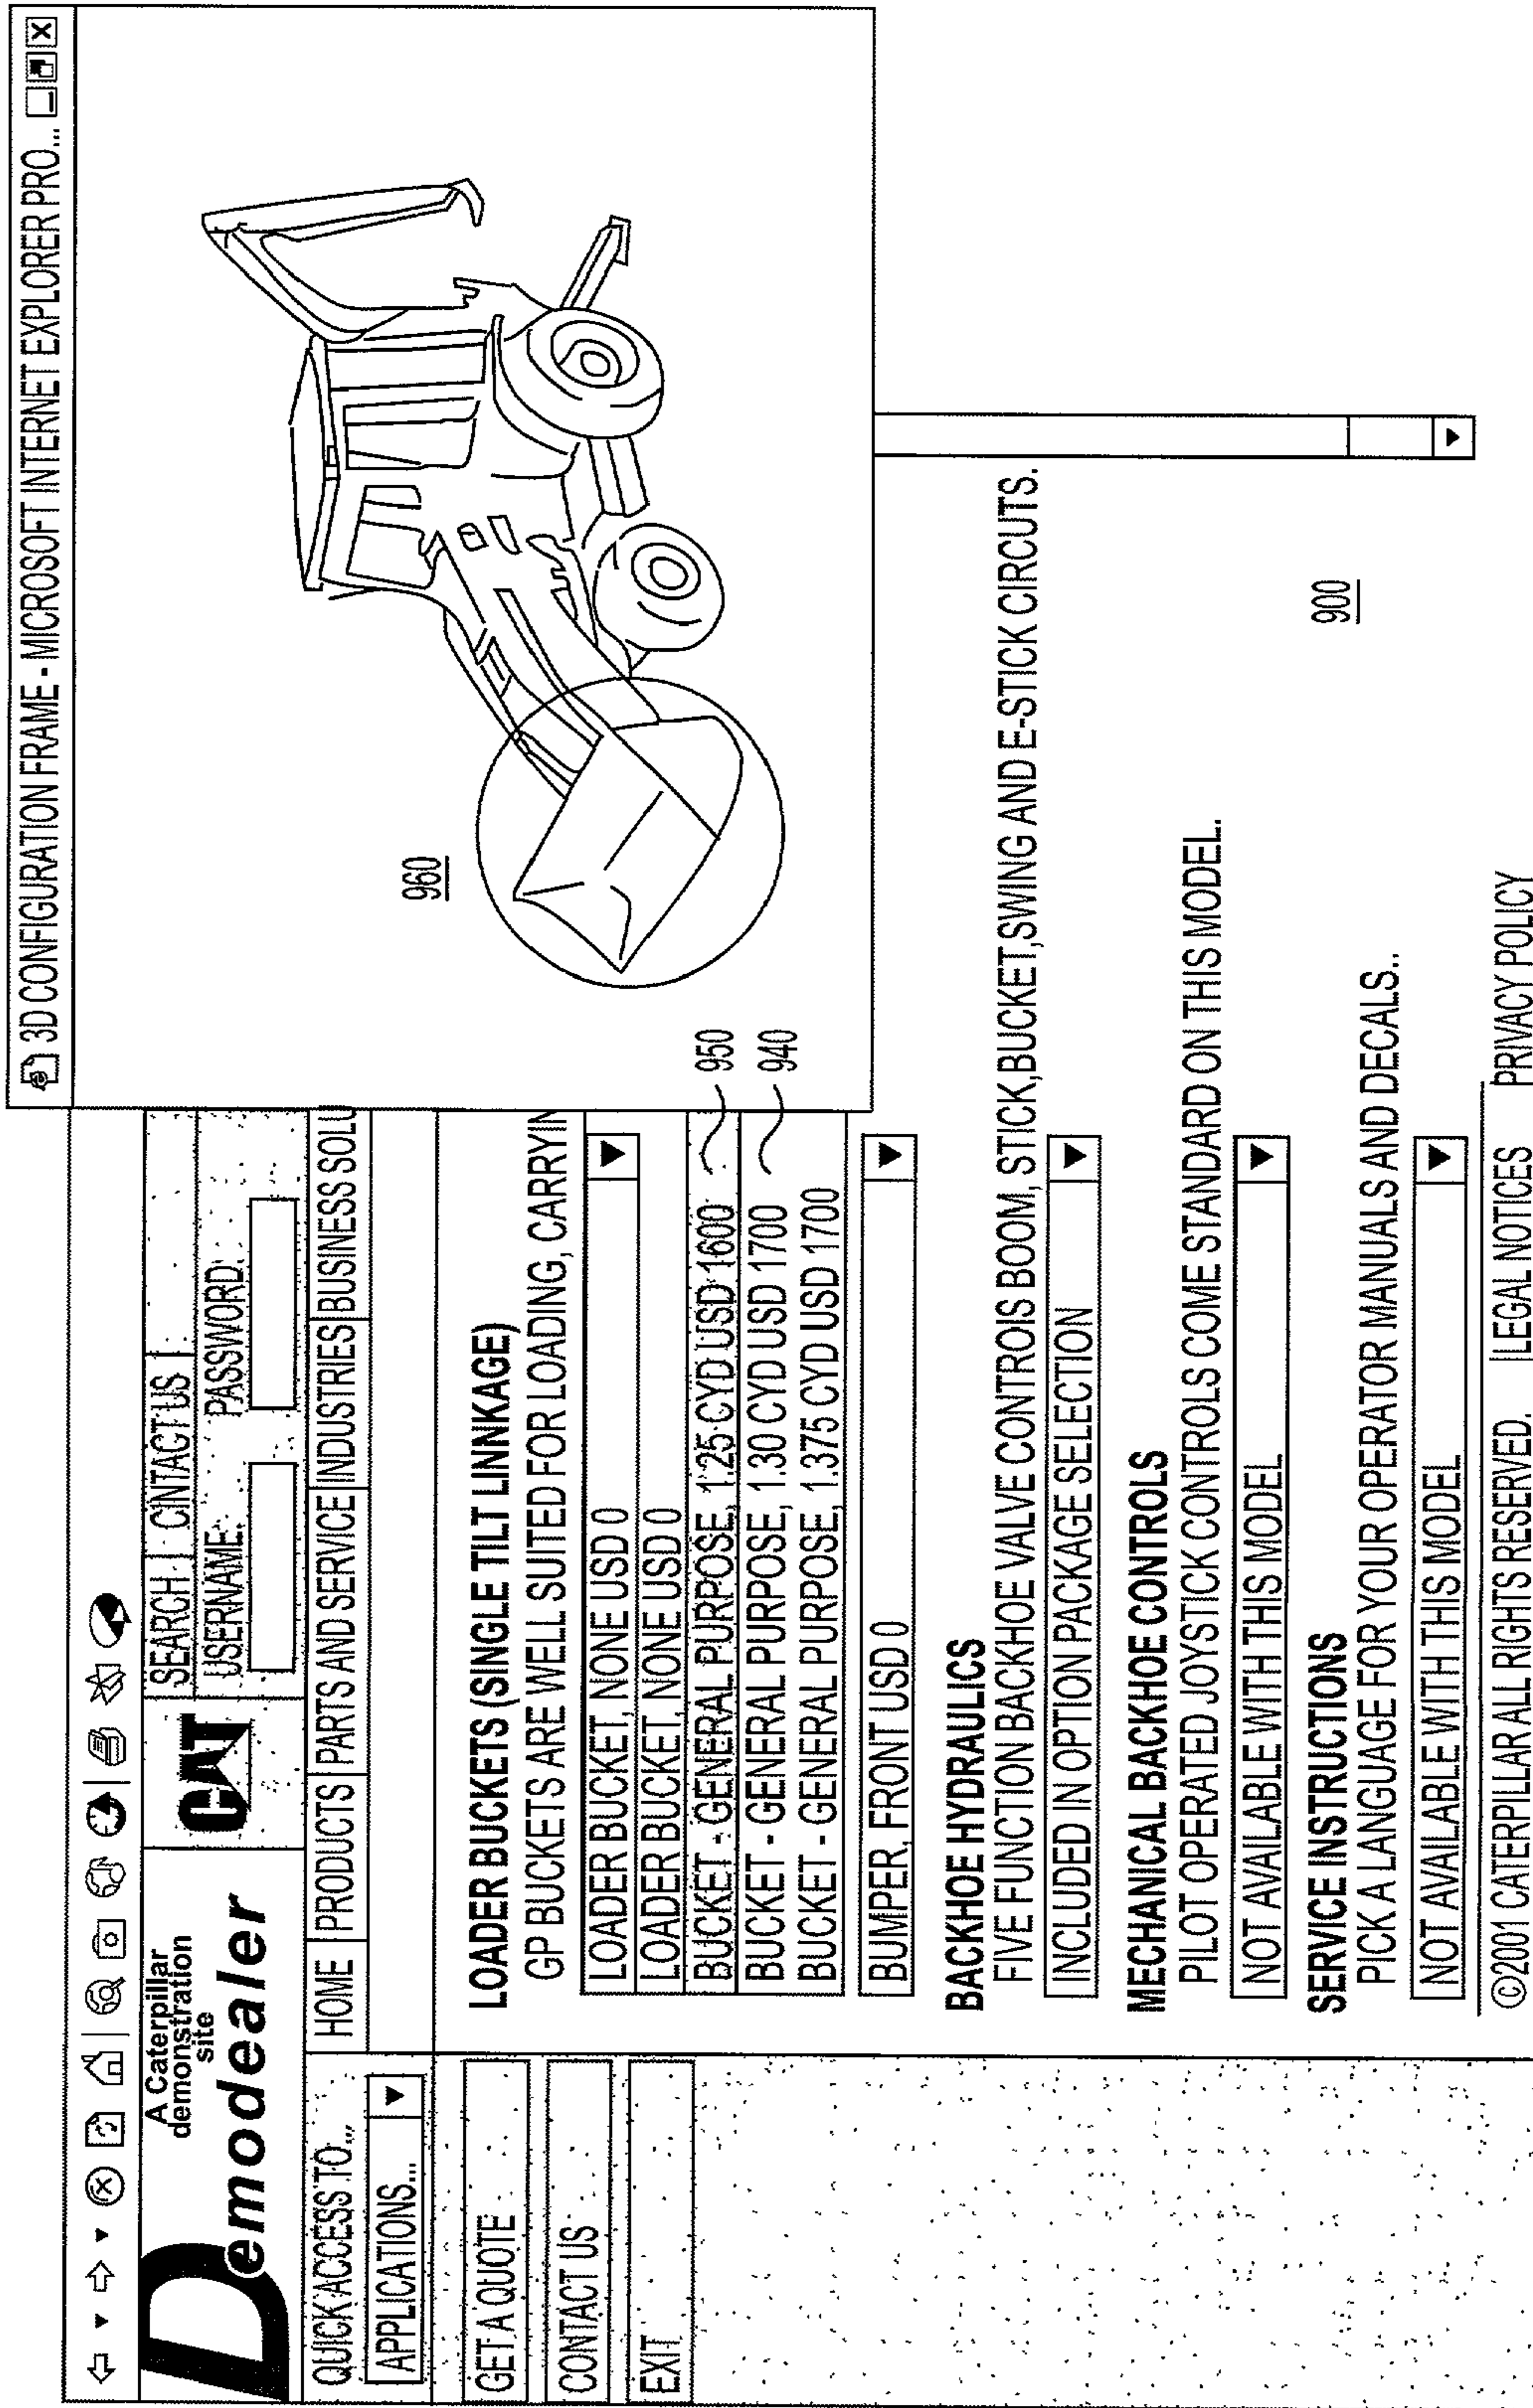 3D CONFIGURATION FRAME - MICROSOFT INTERNET EXPLORER PRO...
A Caterpillar
demonstration
site
Demodealer
CAT
SEARCH | CINTACT US
USERNAME: PASSWORD:
QUICK ACCESS TO...
APPLICATIONS...
HOME PRODUCTS PARTS AND SERVICE INDUSTRIES BUSINESS SOLU
GET A QUOTE
CONTACT US
EXIT
LOADER BUCKETS (SINGLE TILT LINKAGE)
GP BUCKETS ARE WELL SUITED FOR LOADING, CARRYIN
LOADER BUCKET, NONE USD 0
LOADER BUCKET, NONE USD 0
BUCKET - GENERAL PURPOSE, 1.25 CYD USD 1600
950
BUCKET - GENERAL PURPOSE, 1.30 CYD USD 1700
940
BUCKET - GENERAL PURPOSE, 1.375 CYD USD 1700
BUMPER, FRONT USD 0
960
BACKHOE HYDRAULICS
FIVE FUNCTION BACKHOE VALVE CONTROIS BOOM, STICK,BUCKET,SWING AND E-STICK CIRCUTS.
INCLUDED IN OPTION PACKAGE SELECTION
MECHANICAL BACKHOE CONTROLS
PILOT OPERATED JOYSTICK CONTROLS COME STANDARD ON THIS MODEL.
NOT AVAILABLE WITH THIS MODEL
900
SERVICE INSTRUCTIONS
PICK A LANGUAGE FOR YOUR OPERATOR MANUALS AND DECALS..
NOT AVAILABLE WITH THIS MODEL
©2001 CATERPILLAR ALL RIGHTS RESERVED. |LEGAL NOTICES PRIVACY POLICY